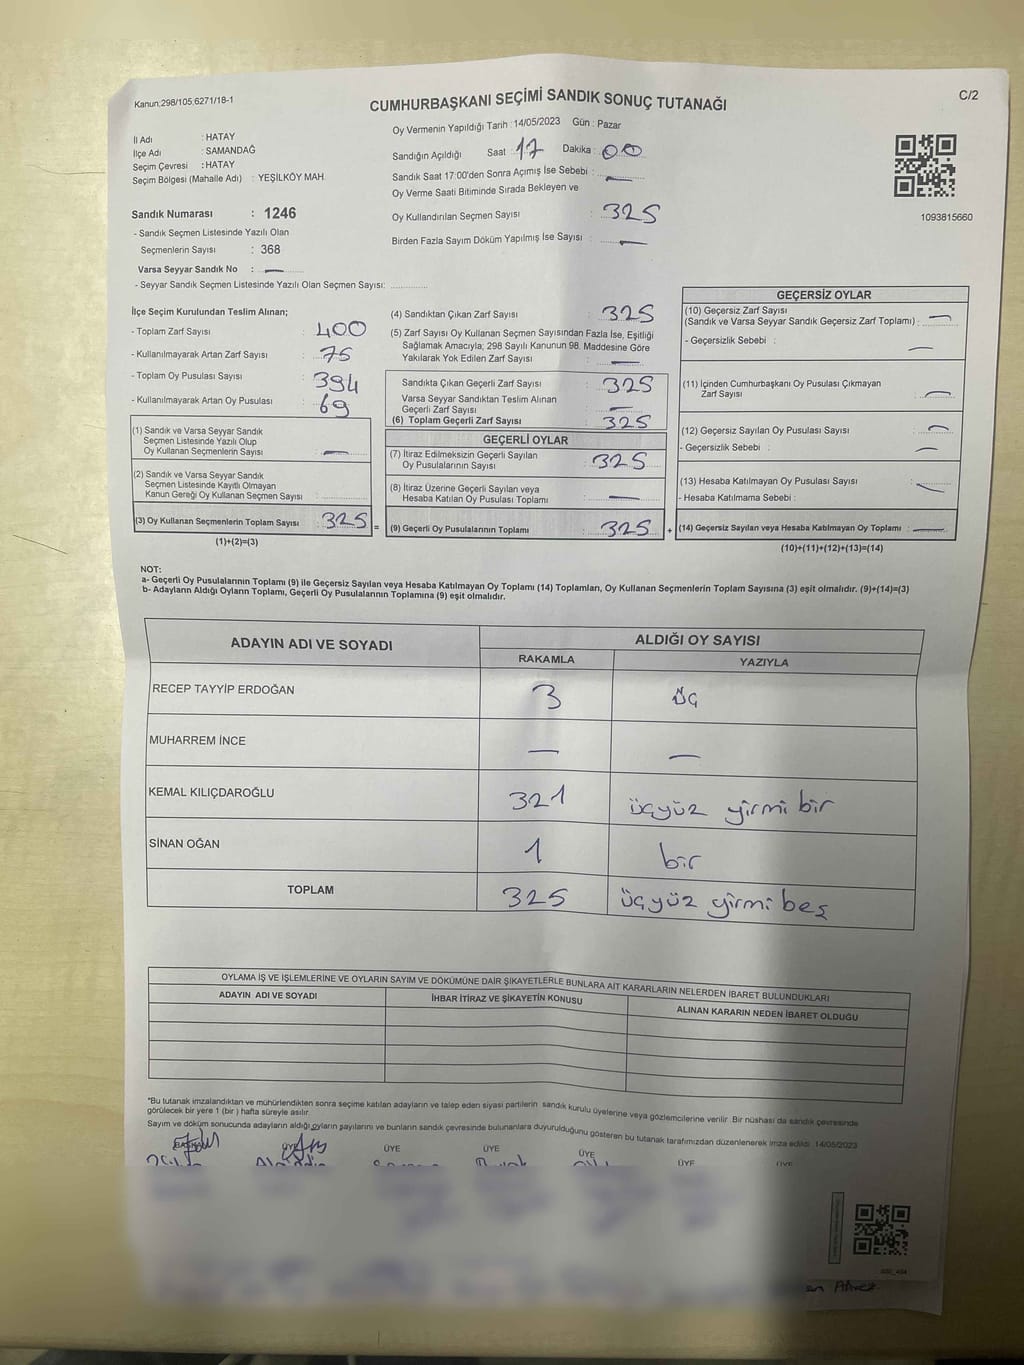 Kanun:298/105;6271/18-1
CUMHURBAŞKANI SEÇİMİ SANDIK SONUÇ TUTANAĞI
C/2
İl Adı : HATAY
İlçe Adı : SAMANDAĞ
Seçim Çevresi : HATAY
Seçim Bölgesi (Mahalle Adı) : YEŞİLKÖY MAH.
Sandık Numarası : 1246
- Sandık Seçmen Listesinde Yazılı Olan
Seçmenlerin Sayısı : 368
Varsa Seyyar Sandık No : —
- Seyyar Sandık Seçmen Listesinde Yazılı Olan Seçmen Sayısı: ..............
Oy Vermenin Yapıldığı Tarih : 14/05/2023 Gün : Pazar
Sandığın Açıldığı Saat : 17 Dakika : 00
Sandık Saat 17:00'den Sonra Açımış İse Sebebi : —
Oy Verme Saati Bitiminde Sırada Bekleyen ve
Oy Kullandırılan Seçmen Sayısı : 325
Birden Fazla Sayım Döküm Yapılmış İse Sayısı : —
1093815660
İlçe Seçim Kurulundan Teslim Alınan;
- Toplam Zarf Sayısı : 400
- Kullanılmayarak Artan Zarf Sayısı : 75
- Toplam Oy Pusulası Sayısı : 394
- Kullanılmayarak Artan Oy Pusulası : 69
(1) Sandık ve Varsa Seyyar Sandık
Seçmen Listesinde Yazılı Olup
Oy Kullanan Seçmenlerin Sayısı : —
(2) Sandık ve Varsa Seyyar Sandık
Seçmen Listesinde Kayıtlı Olmayan
Kanun Gereği Oy Kullanan Seçmen Sayısı : ..............
(3) Oy Kullanan Seçmenlerin Toplam Sayısı : 325 =
(1)+(2)=(3)
(4) Sandıktan Çıkan Zarf Sayısı : 325
(5) Zarf Sayısı Oy Kullanan Seçmen Sayısından Fazla İse, Eşitliği
Sağlamak Amacıyla; 298 Sayılı Kanunun 98. Maddesine Göre
Yakılarak Yok Edilen Zarf Sayısı : —
Sandıkta Çıkan Geçerli Zarf Sayısı : 325
Varsa Seyyar Sandıktan Teslim Alınan
Geçerli Zarf Sayısı : —
(6) Toplam Geçerli Zarf Sayısı : 325
GEÇERLİ OYLAR
(7) İtiraz Edilmeksizin Geçerli Sayılan
Oy Pusulalarının Sayısı : 325
(8) İtiraz Üzerine Geçerli Sayılan veya
Hesaba Katılan Oy Pusulası Toplamı : —
(9) Geçerli Oy Pusulalarının Toplamı : 325 +
GEÇERSİZ OYLAR
(10) Geçersiz Zarf Sayısı
(Sandık ve Varsa Seyyar Sandık Geçersiz Zarf Toplamı) : —
- Geçersizlik Sebebi : —
(11) İçinden Cumhurbaşkanı Oy Pusulası Çıkmayan
Zarf Sayısı : —
(12) Geçersiz Sayılan Oy Pusulası Sayısı : —
- Geçersizlik Sebebi : —
(13) Hesaba Katılmayan Oy Pusulası Sayısı : —
- Hesaba Katılmama Sebebi :
(14) Geçersiz Sayılan veya Hesaba Katılmayan Oy Toplamı : —
(10)+(11)+(12)+(13)=(14)
NOT:
a- Geçerli Oy Pusulalarının Toplamı (9) ile Geçersiz Sayılan veya Hesaba Katılmayan Oy Toplamı (14) Toplamları, Oy Kullanan Seçmenlerin Toplam Sayısına (3) eşit olmalıdır. (9)+(14)=(3)
b- Adayların Aldığı Oyların Toplamı, Geçerli Oy Pusulalarının Toplamına (9) eşit olmalıdır.
ADAYIN ADI VE SOYADI ALDIĞI OY SAYISI
RAKAMLA YAZIYLA
RECEP TAYYİP ERDOĞAN 3 üç
MUHARREM İNCE — —
KEMAL KILIÇDAROĞLU 321 üçyüz yirmi bir
SİNAN OĞAN 1 bir
TOPLAM 325 üçyüz yirmi beş
OYLAMA İŞ VE İŞLEMLERİNE VE OYLARIN SAYIM VE DÖKÜMÜNE DAİR ŞİKAYETLERLE BUNLARA AİT KARARLARIN NELERDEN İBARET BULUNDUKLARI
ADAYIN ADI VE SOYADI İHBAR İTİRAZ VE ŞİKAYETİN KONUSU ALINAN KARARIN NEDEN İBARET OLDUĞU
*Bu tutanak imzalandıktan ve mühürlendikten sonra seçime katılan adayların ve talep eden siyasi partilerin sandık kurulu üyelerine veya gözlemcilerine verilir. Bir nüshası da sandık çevresinde
görülecek bir yere 1 (bir) hafta süreyle asılır.
Sayım ve döküm sonucunda adayların aldığı oyların sayılarını ve bunların sandık çevresinde bulunanlara duyurulduğunu gösteren bu tutanak tarafımızdan düzenlenerek imza edildi. 14/05/2023
BAŞKAN ÜYE ÜYE ÜYE ÜYE ÜYE ÜYE